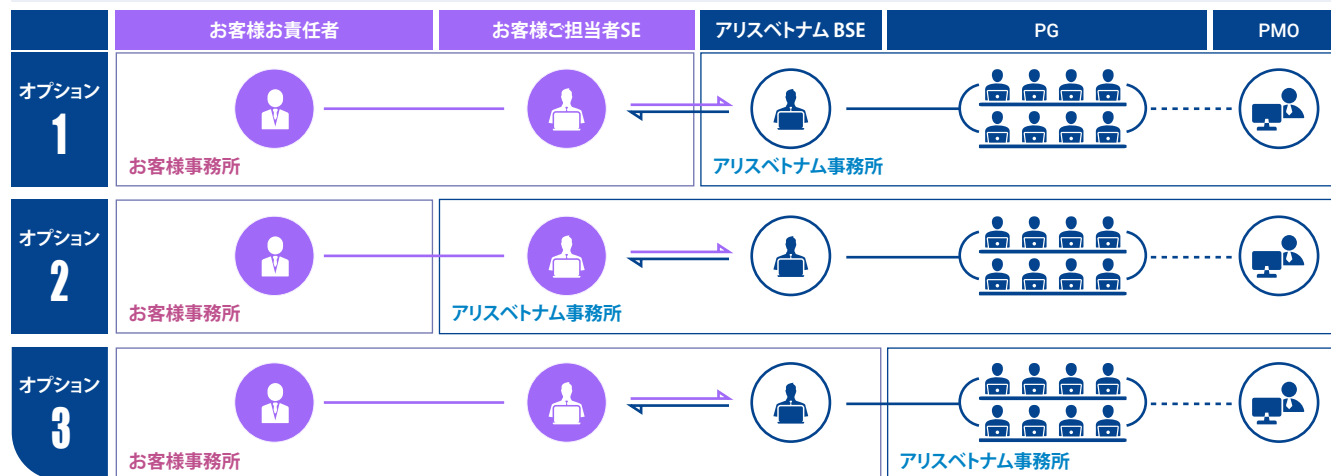 お客様お責任者
お客様ご担当者SE
アリスベトナム BSE
PG
PMO
オプション
1
お客様事務所
アリスベトナム事務所
オプション
2
お客様事務所
アリスベトナム事務所
オプション
3
お客様事務所
アリスベトナム事務所